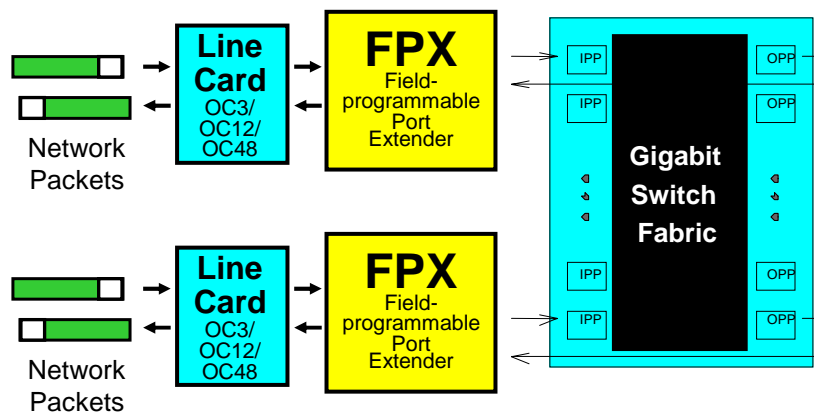 Network
Packets
Line
Card
OC3/
OC12/
OC48
FPX
Field-
programmable
Port
Extender
IPP
IPP
Gigabit
Switch
Fabric
OPP
OPP
Network
Packets
Line
Card
OC3/
OC12/
OC48
FPX
Field-
programmable
Port
Extender
IPP
IPP
OPP
OPP